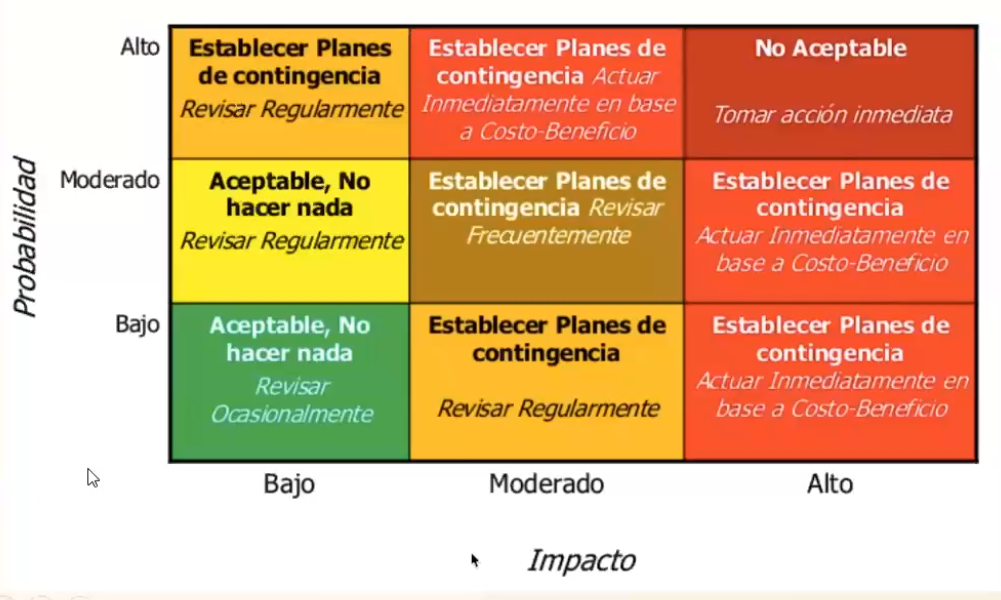 Probabilidad
Alto
Establecer Planes
de contingencia
Revisar Regularmente
Establecer Planes de
contingencia Actuar
Inmediatamente en base
a Costo-Beneficio
No Aceptable
Tomar acción inmediata
Moderado
Aceptable, No
hacer nada
Revisar Regularmente
Establecer Planes de
contingencia Revisar
Frecuentemente
Establecer Planes de
contingencia
Actuar Inmediatamente en
base a Costo-Beneficio
Bajo
Aceptable, No
hacer nada
Revisar
Ocasionalmente
Establecer Planes de
contingencia
Revisar Regularmente
Establecer Planes de
contingencia
Actuar Inmediatamente en
base a Costo-Beneficio
Bajo
Moderado
Alto
Impacto